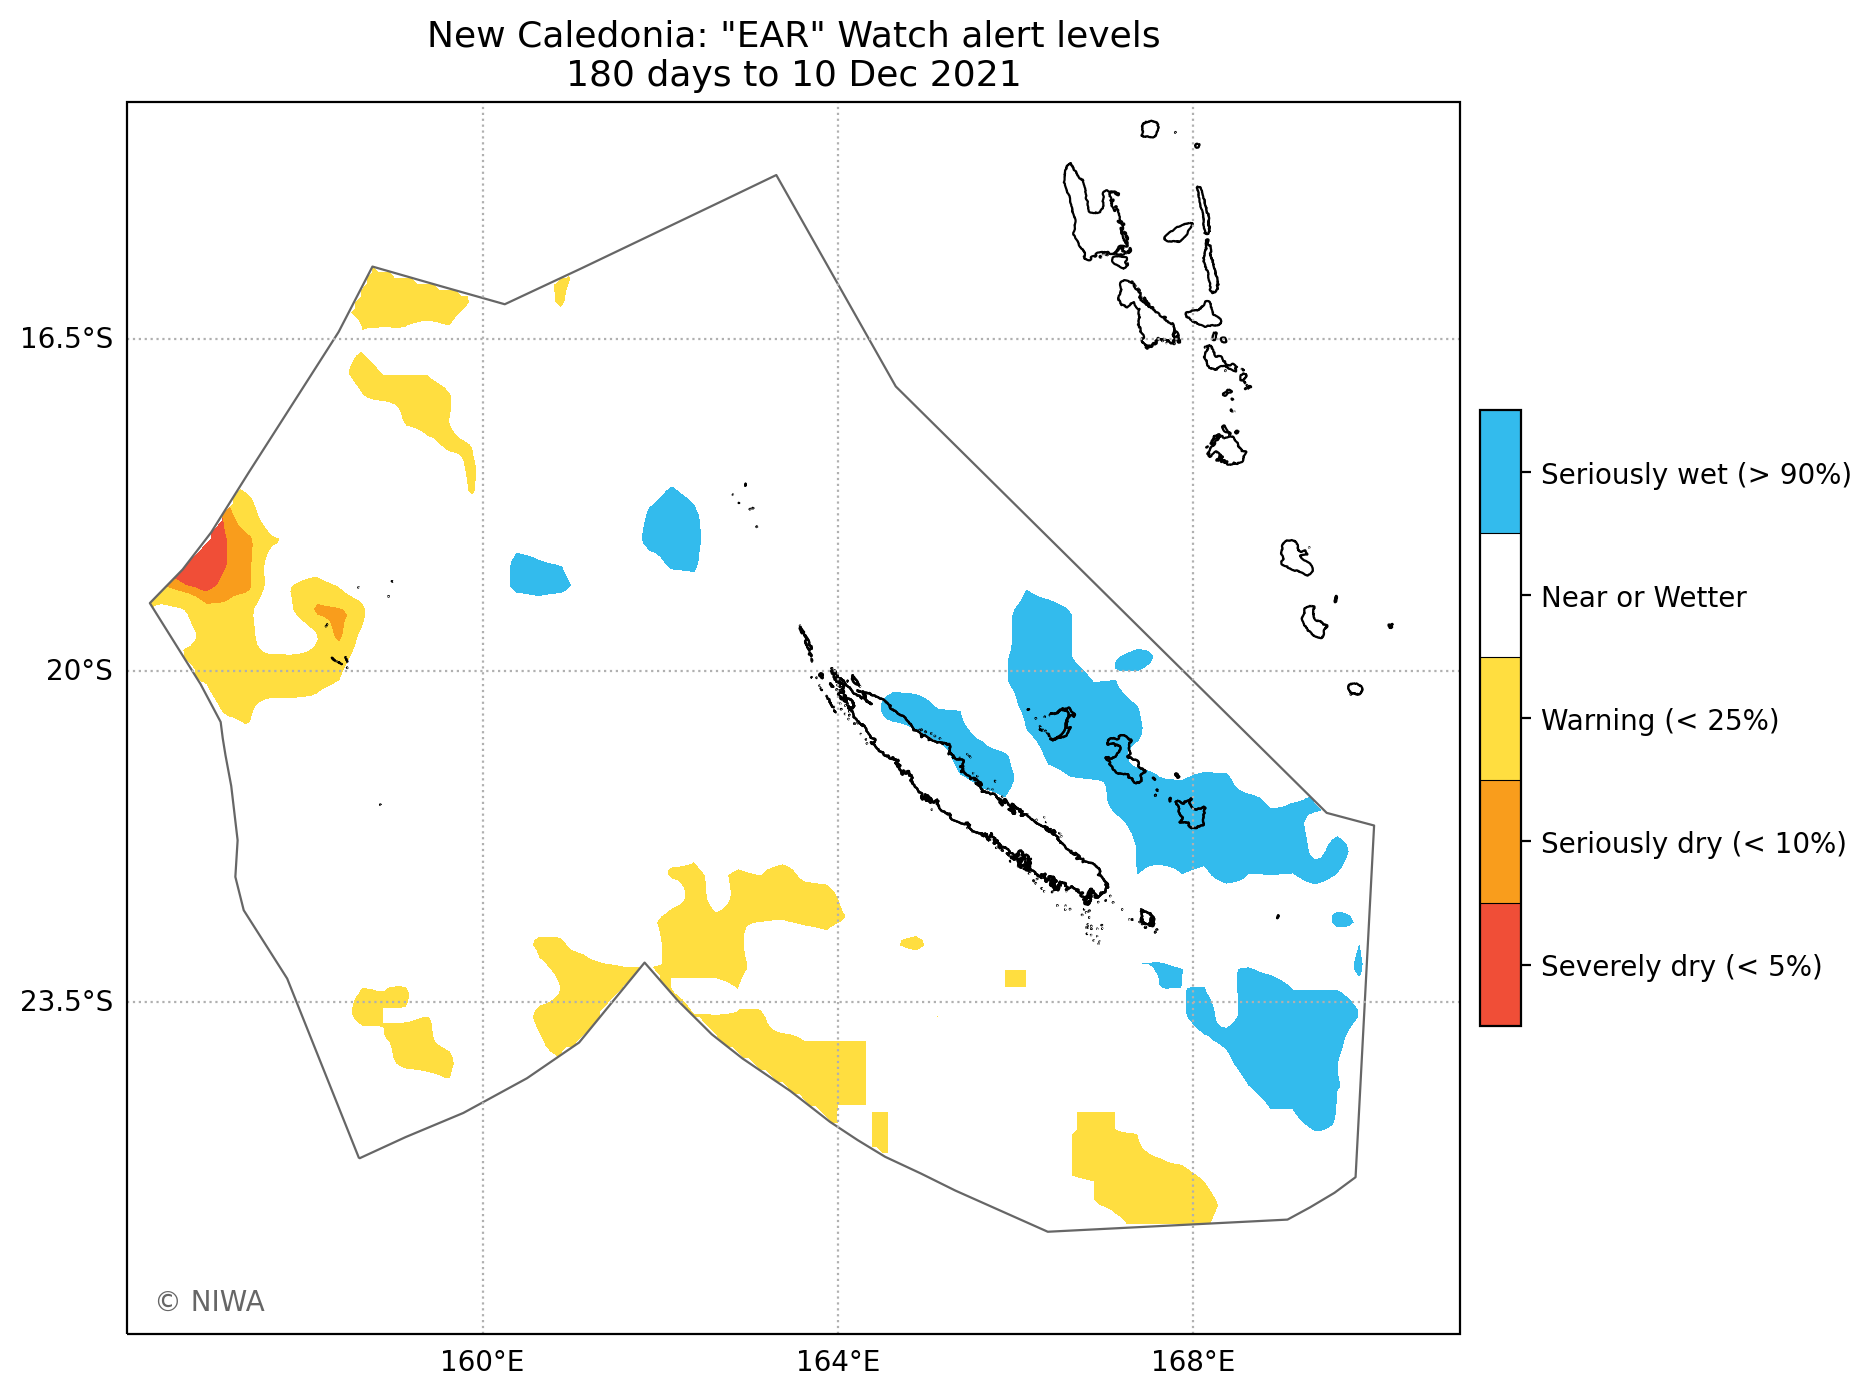 New Caledonia: "EAR" Watch alert levels
180 days to 10 Dec 2021
16.5°S
20°S
23.5°S
160°E
164°E
168°E
Seriously wet (> 90%)
Near or Wetter
Warning (< 25%)
Seriously dry (< 10%)
Severely dry (< 5%)
© NIWA